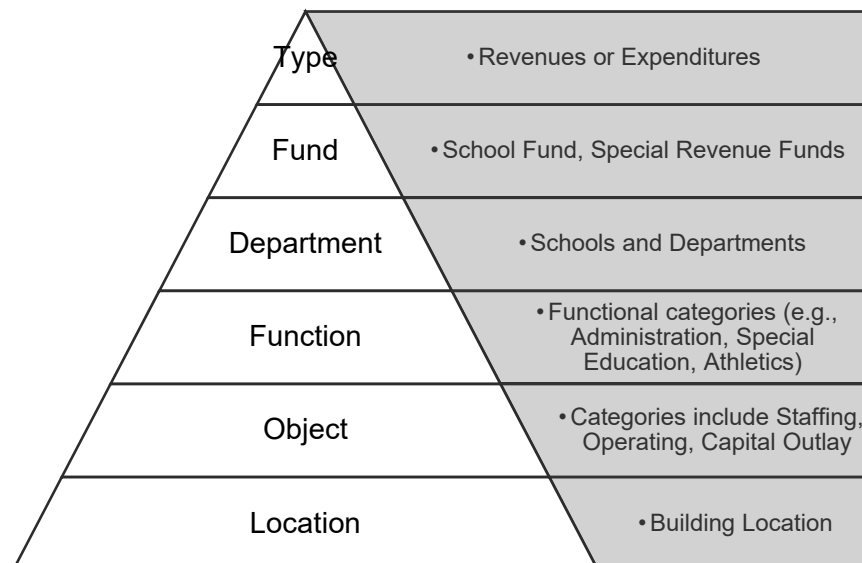 Type
• Revenues or Expenditures
Fund
• School Fund, Special Revenue Funds
Department
• Schools and Departments
Function
• Functional categories (e.g.,
Administration, Special
Education, Athletics)
Object
• Categories include Staffing,
Operating, Capital Outlay
Location
• Building Location